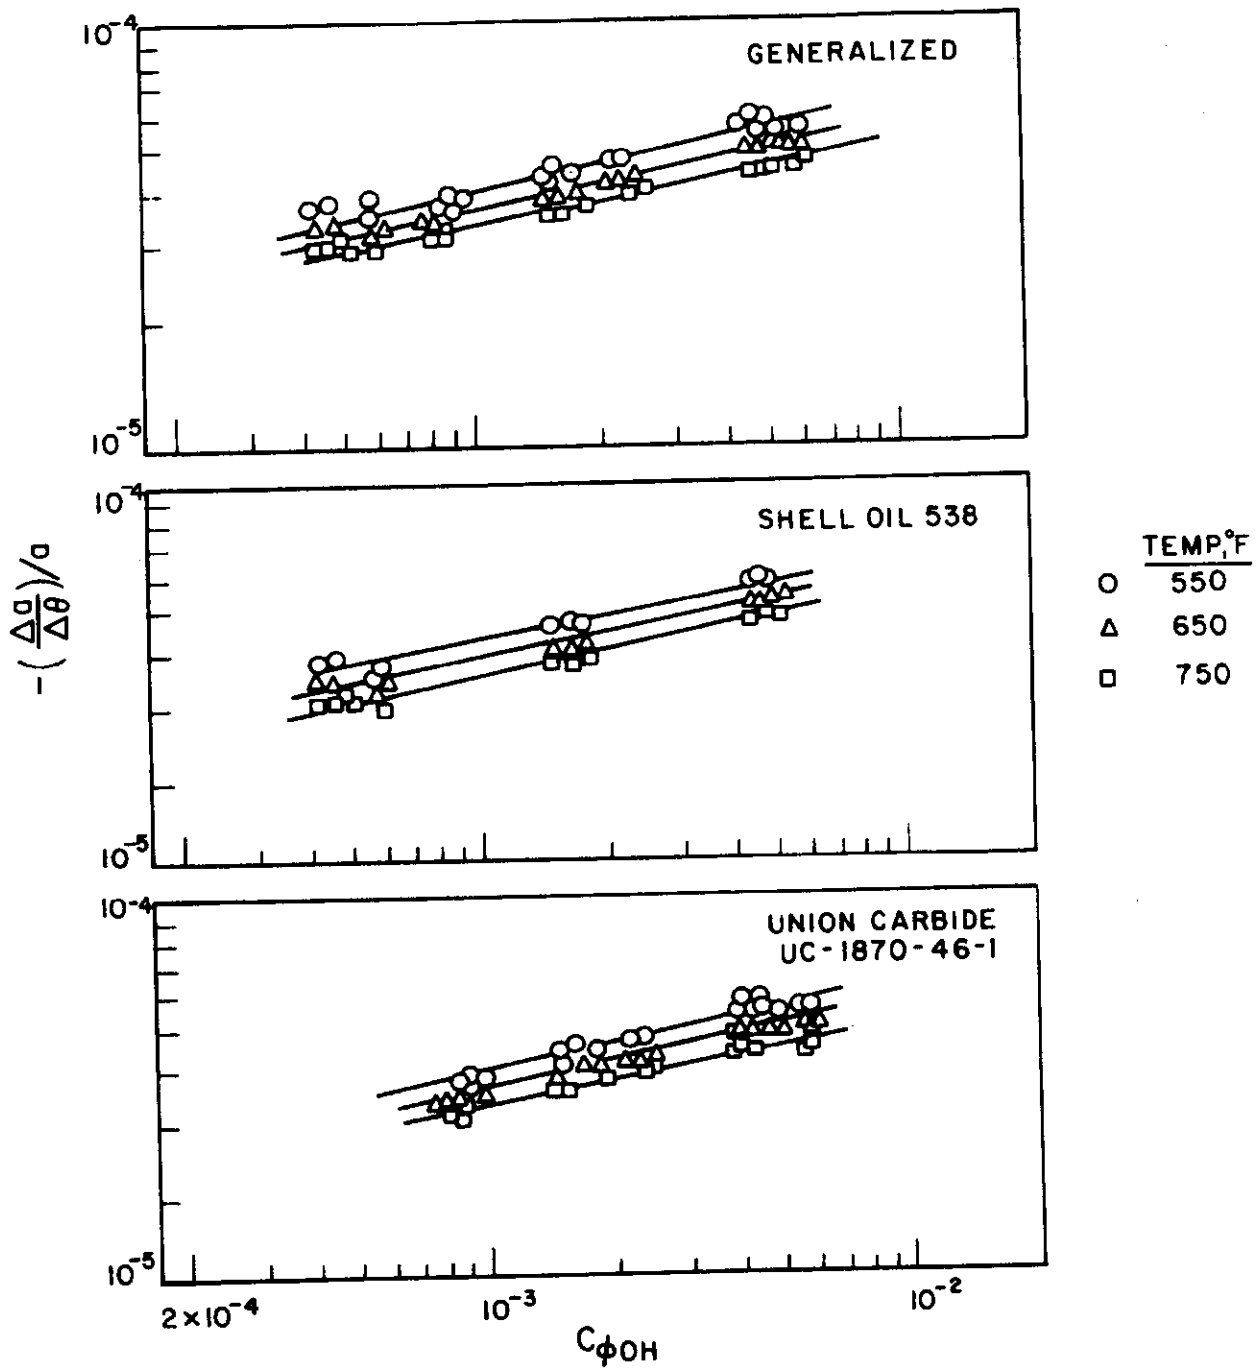 10⁻⁴
GENERALIZED
10⁻⁵
10⁻⁴
SHELL OIL 538
10⁻⁵
-(Δa/Δθ)/a
TEMP, °F
○ 550
△ 650
□ 750
10⁻⁴
UNION CARBIDE
UC-1870-46-1
10⁻⁵
2×10⁻⁴
10⁻³
10⁻²
CϕOH